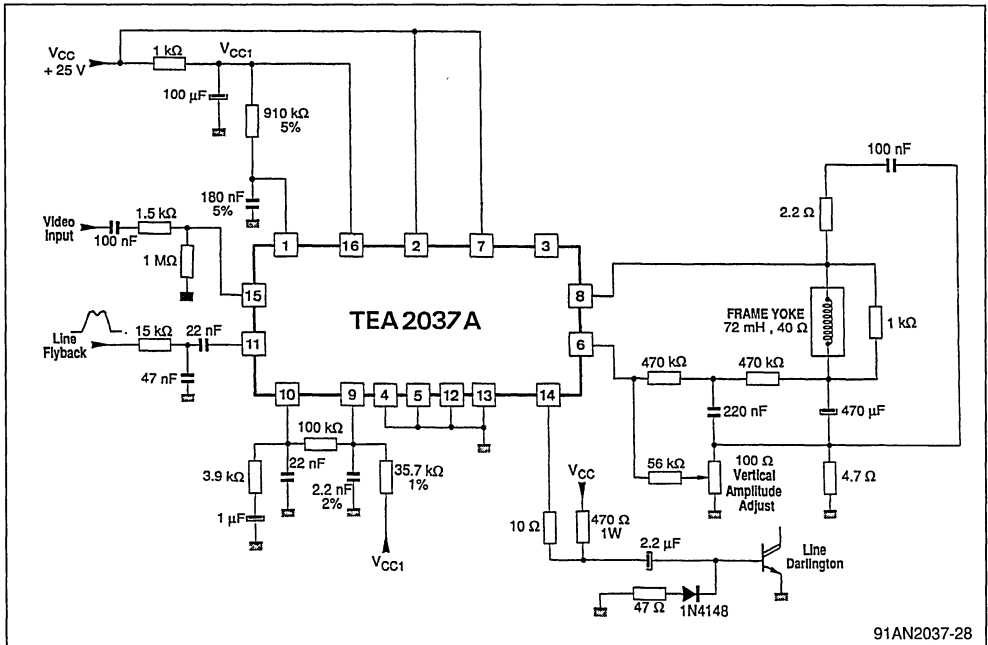 VCC
+ 25 V
1 kΩ
VCC1
100 µF
910 kΩ
5%
180 nF
5%
Video
Input
100 nF
1.5 kΩ
1 MΩ
Line
Flyback
15 kΩ
22 nF
47 nF
1
16
2
7
3
15
11
TEA 2037A
8
6
10
9
4
5
12
13
14
100 nF
2.2 Ω
FRAME YOKE
72 mH , 40 Ω
1 kΩ
470 kΩ
470 kΩ
220 nF
470 µF
56 kΩ
100 Ω
Vertical
Amplitude
Adjust
4.7 Ω
100 kΩ
3.9 kΩ
22 nF
2.2 nF
2%
35.7 kΩ
1%
1 µF
VCC1
VCC
10 Ω
470 Ω
1W
2.2 µF
Line
Darlington
47 Ω
1N4148
91AN2037-28